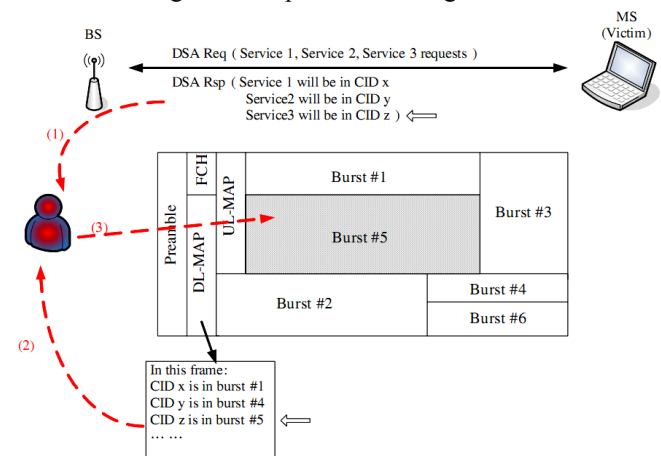 BS
MS
(Victim)
DSA Req ( Service 1, Service 2, Service 3 requests )
DSA Rsp ( Service 1 will be in CID x
Service2 will be in CID y
Service3 will be in CID z )
(1)
Preamble
FCH
DL-MAP
UL-MAP
Burst #1
Burst #3
(3)
Burst #5
Burst #2
Burst #4
Burst #6
(2)
In this frame:
CID x is in burst #1
CID y is in burst #4
CID z is in burst #5
... ...